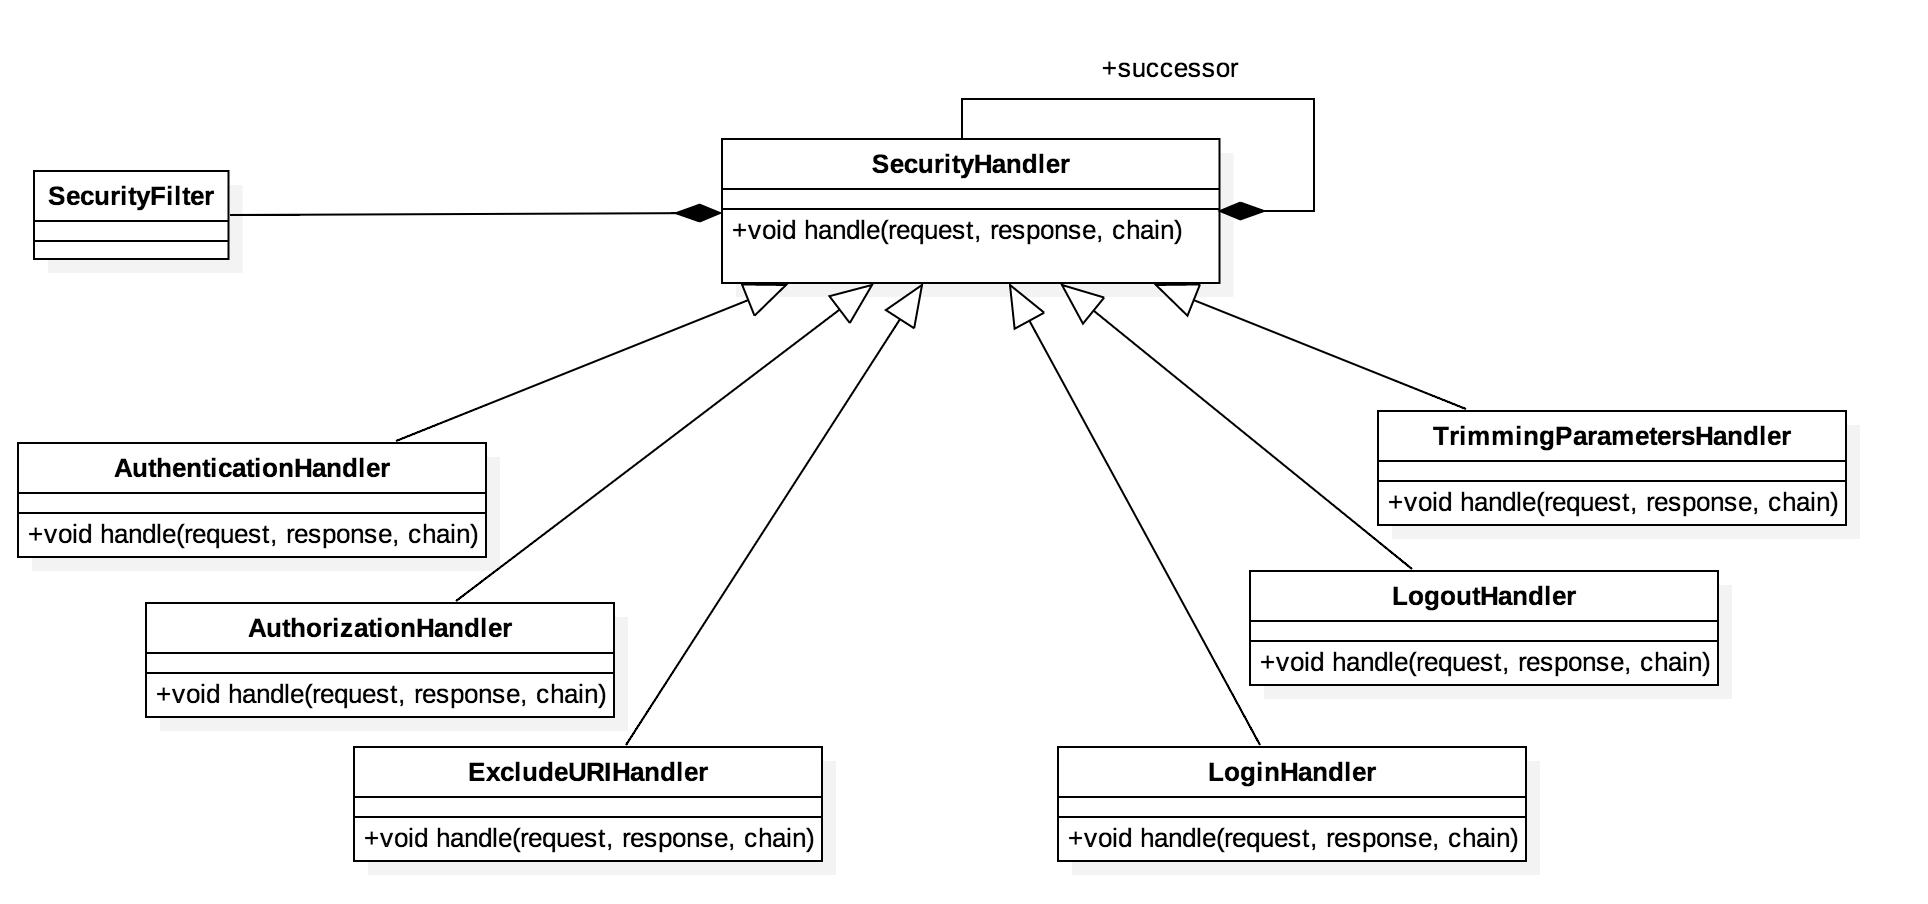 +successor
SecurityHandler
+void handle(request, response, chain)
SecurityFilter
AuthenticationHandler
+void handle(request, response, chain)
AuthorizationHandler
+void handle(request, response, chain)
ExcludeURIHandler
+void handle(request, response, chain)
LoginHandler
+void handle(request, response, chain)
LogoutHandler
+void handle(request, response, chain)
TrimmingParametersHandler
+void handle(request, response, chain)